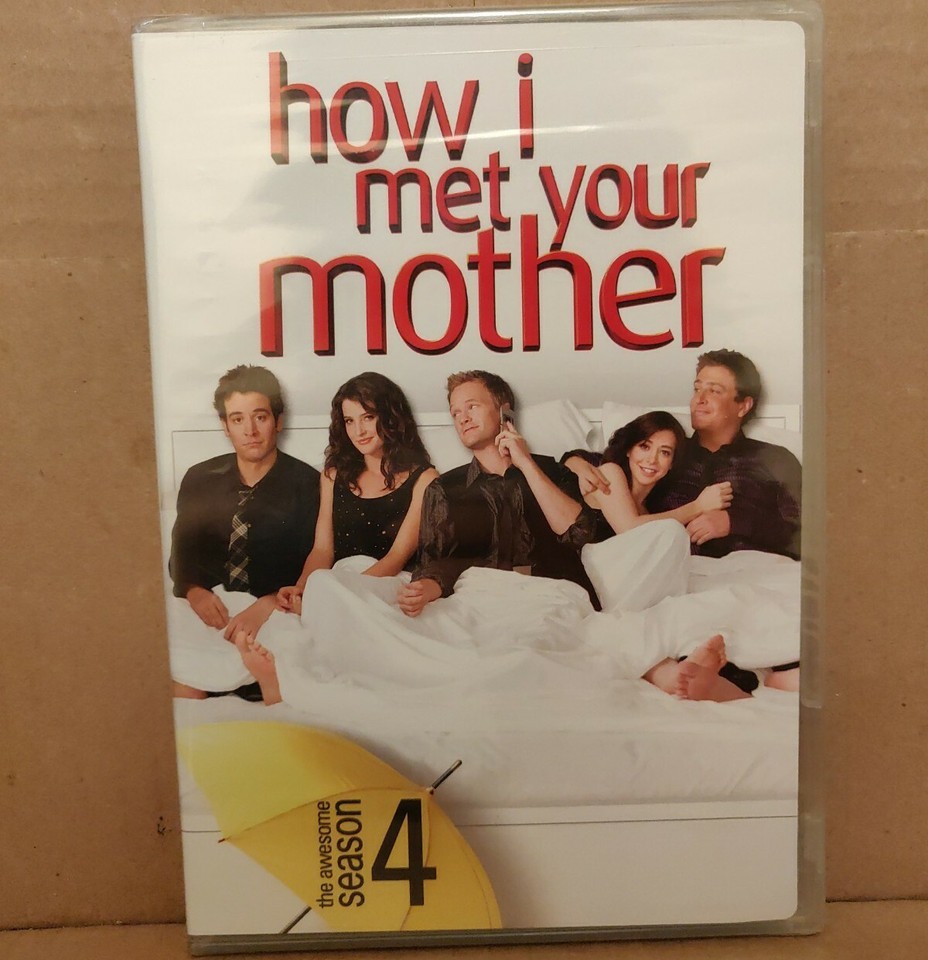 how i
met your
mother
the awesome
season
4